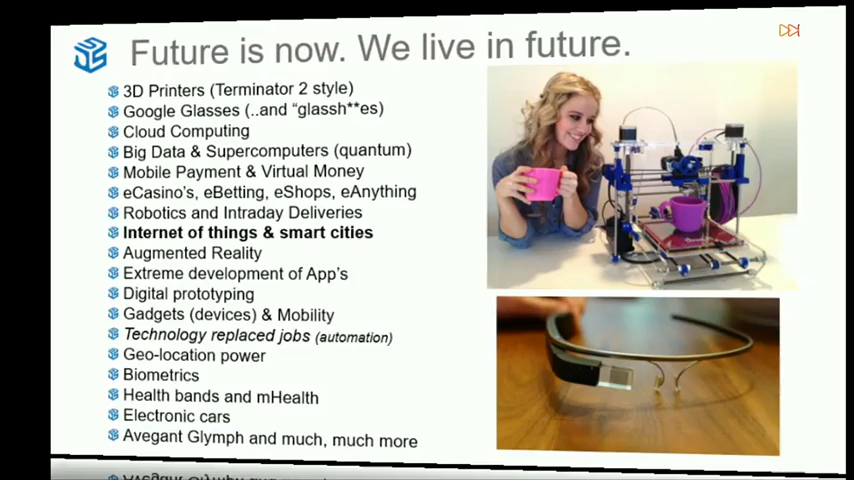 Future is now. We live in future.
3D Printers (Terminator 2 style)
Google Glasses (..and “glassh**es)
Cloud Computing
Big Data & Supercomputers (quantum)
Mobile Payment & Virtual Money
eCasino’s, eBetting, eShops, eAnything
Robotics and Intraday Deliveries
Internet of things & smart cities
Augmented Reality
Extreme development of App’s
Digital prototyping
Gadgets (devices) & Mobility
Technology replaced jobs (automation)
Geo-location power
Biometrics
Health bands and mHealth
Electronic cars
Avegant Glymph and much, much more